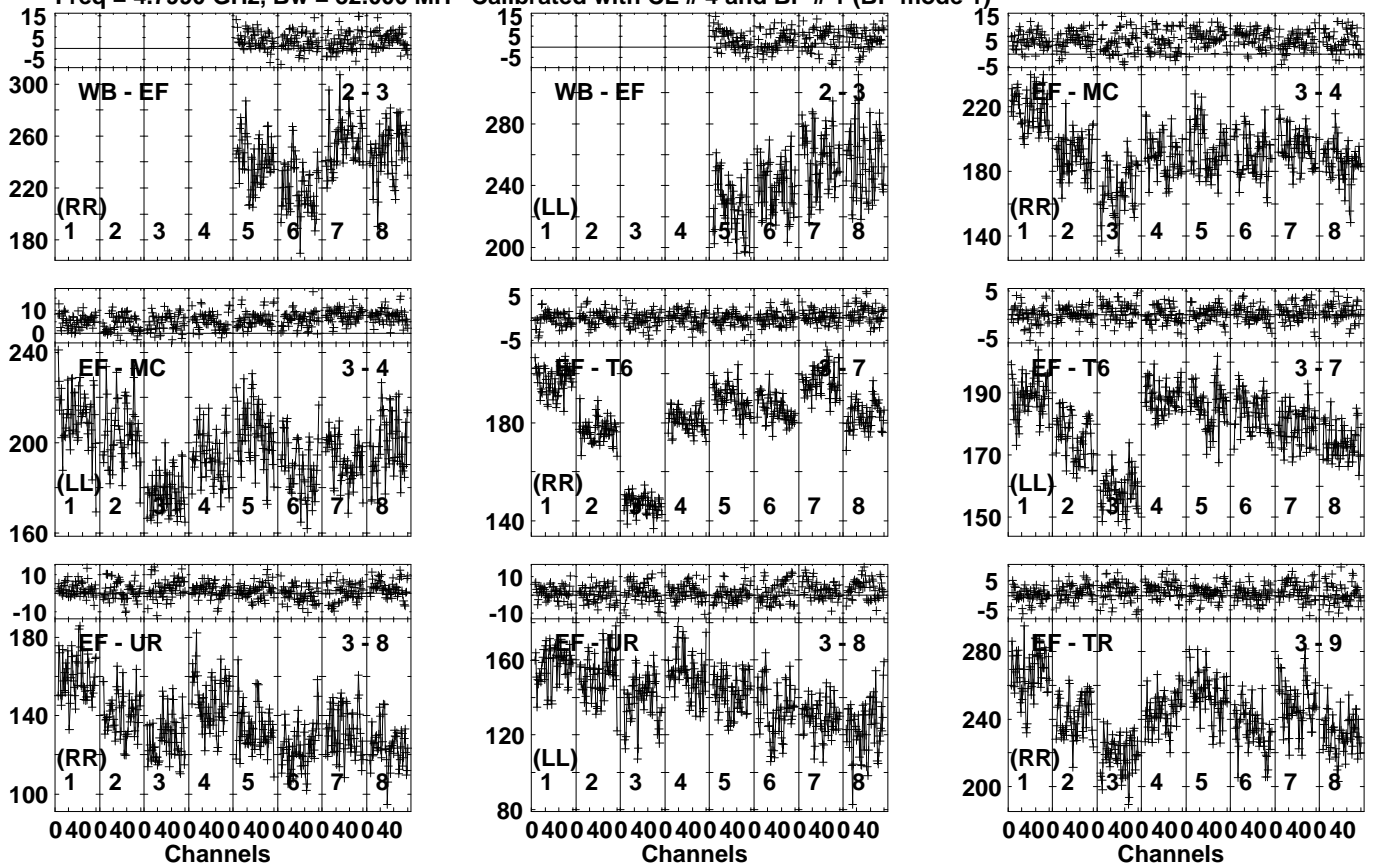 15 5 -5
WB - EF 2 - 3
300 260 220 180
(RR)
1 2 3 4 5 6 7 8
15 5 -5
WB - EF 2 - 3
280 240 200
(LL)
1 2 3 4 5 6 7 8
15 5 -5
EF - MC 3 - 4
220 180 140
(RR)
1 2 3 4 5 6 7 8
10 0
EF - MC 3 - 4
240 200 160
(LL)
1 2 3 4 5 6 7 8
5 -5
EF - T6 3 - 7
180 140
(RR)
1 2 3 4 5 6 7 8
5 -5
EF - T6 3 - 7
190 170 150
(LL)
1 2 3 4 5 6 7 8
10 -10
EF - UR 3 - 8
180 140 100
(RR)
1 2 3 4 5 6 7 8
0 40 0 40 0 40 0 40 0 40 0 40 0 40 0 40
Channels
10 -10
EF - UR 3 - 8
160 120 80
(LL)
1 2 3 4 5 6 7 8
0 40 0 40 0 40 0 40 0 40 0 40 0 40 0 40
Channels
5 -5
EF - TR 3 - 9
280 240 200
(RR)
1 2 3 4 5 6 7 8
0 40 0 40 0 40 0 40 0 40 0 40 0 40 0 40
Channels